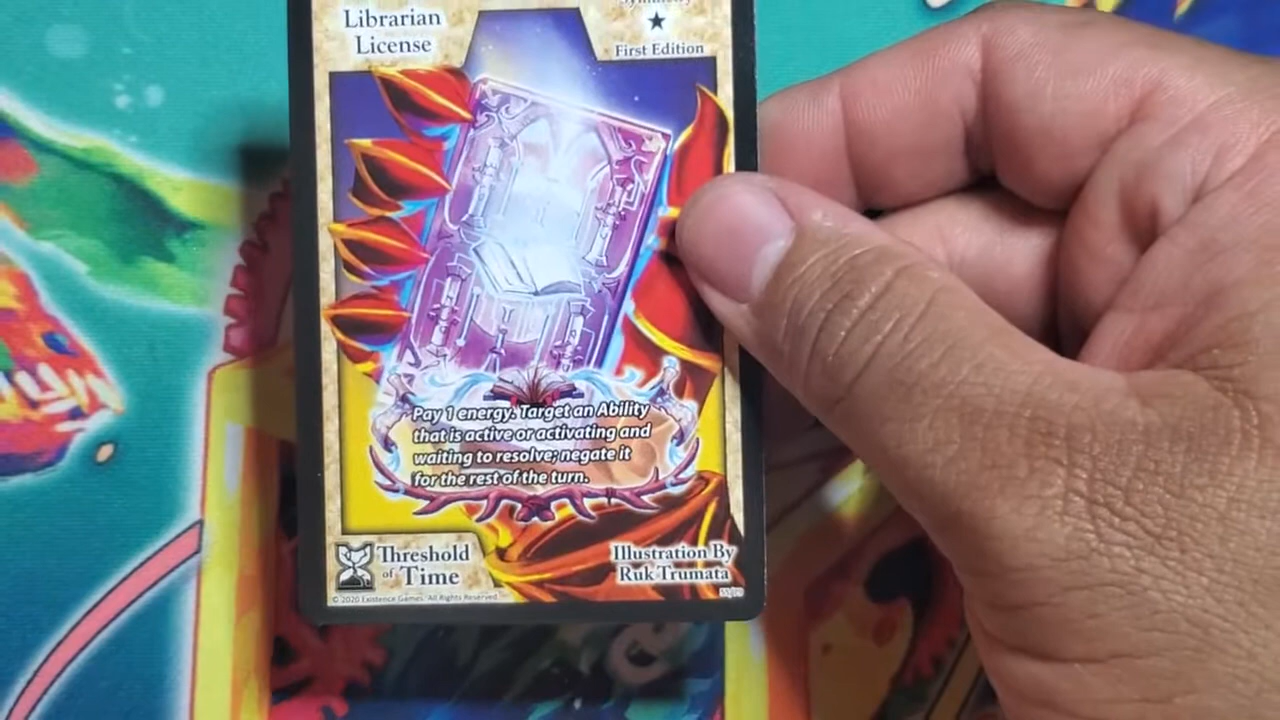 Librarian
License
First Edition
Pay 1 energy. Target an Ability
that is active or activating and
waiting to resolve; negate it
for the rest of the turn.
Threshold
of Time
Illustration By
Ruk Trumata
© 2020 Existence Games. All Rights Reserved.